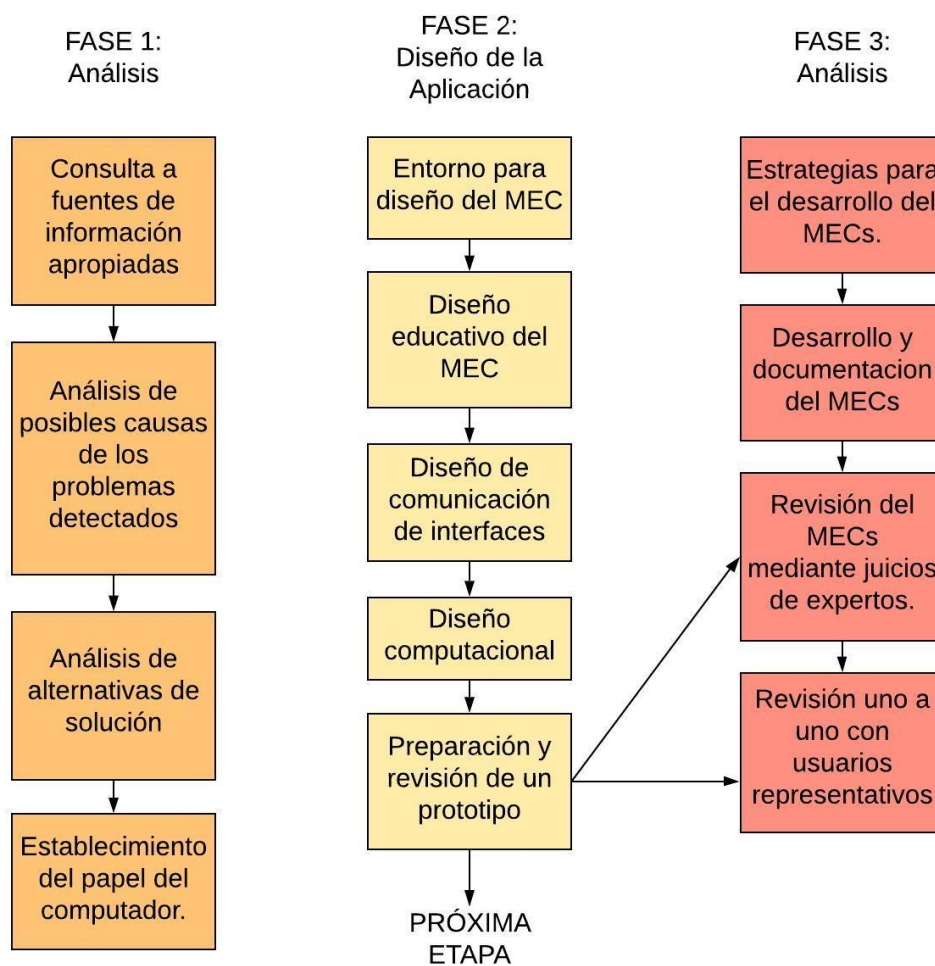 FASE 1:
Análisis
Consulta a
fuentes de
información
apropiadas
Análisis de
posibles causas
de los
problemas
detectados
Análisis de
alternativas de
solución
Establecimiento
del papel del
computador.
FASE 2:
Diseño de la
Aplicación
Entorno para
diseño del MEC
Diseño
educativo del
MEC
Diseño de
comunicación
de interfaces
Diseño
computacional
Preparación y
revisión de un
prototipo
PRÓXIMA
ETAPA
FASE 3:
Análisis
Estrategias para
el desarrollo del
MECs.
Desarrollo y
documentacion
del MECs
Revisión del
MECs
mediante juicios
de expertos.
Revisión uno a
uno con
usuarios
representativos